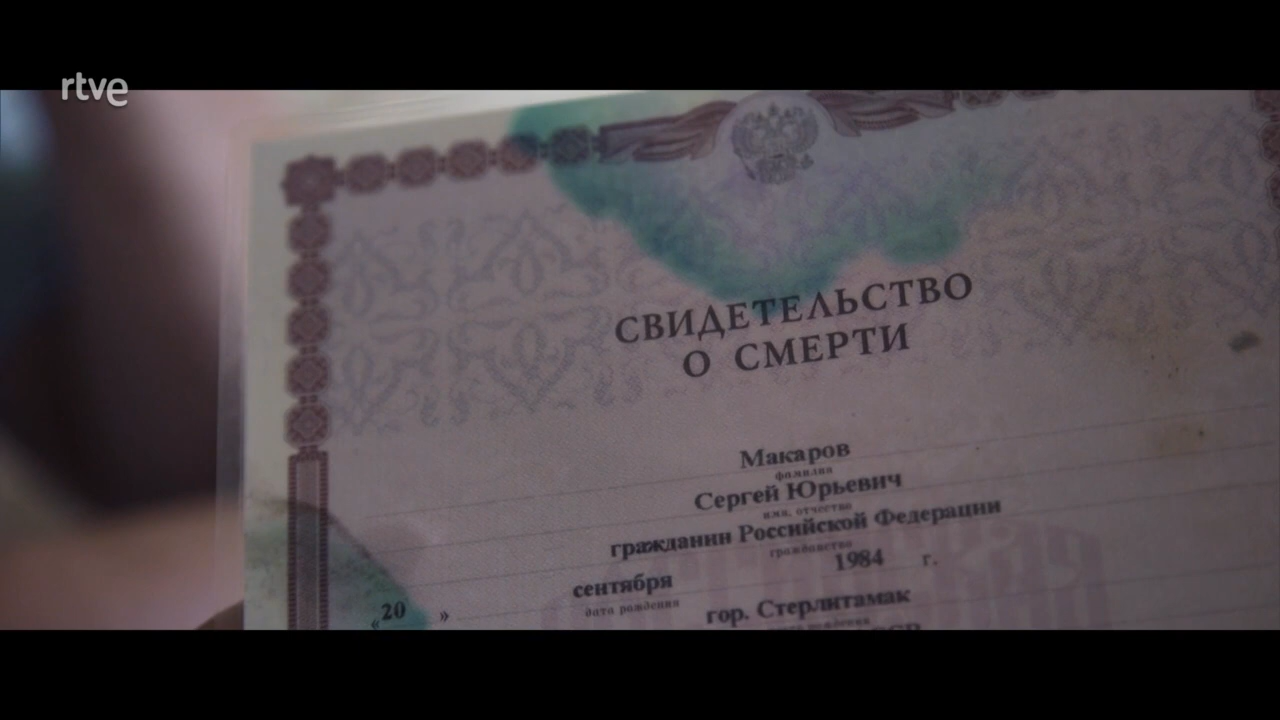 rtve
СВИДЕТЕЛЬСТВО
О СМЕРТИ
Макаров
фамилия
Сергей Юрьевич
имя, отчество
гражданин Российской Федерации
гражданство
«20» сентября 1984 г.
дата рождения
гор. Стерлитамак